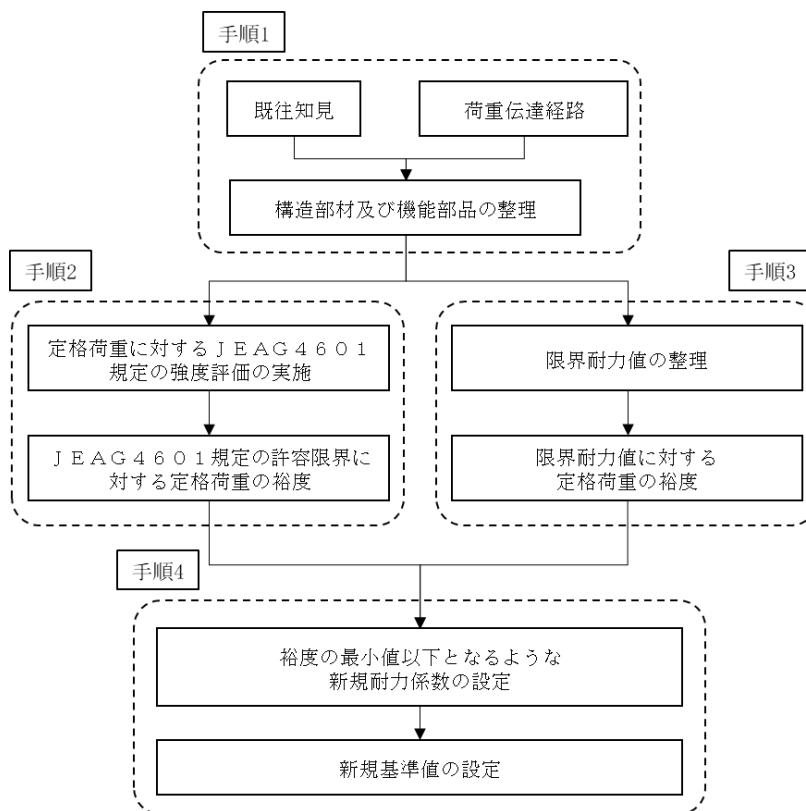 手順1
既往知見
荷重伝達経路
構造部材及び機能部品の整理
手順2
定格荷重に対するJEAG4601
規定の強度評価の実施
JEAG4601規定の許容限界に
対する定格荷重の裕度
手順3
限界耐力値の整理
限界耐力値に対する
定格荷重の裕度
手順4
裕度の最小値以下となるような
新規耐力係数の設定
新規基準値の設定